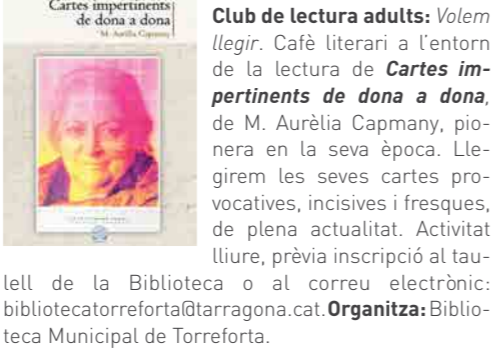 Cartes impertinents
de dona a dona
M. Aurèlia Capmany
Club de lectura adults: Volem
llegir. Cafè literari a l'entorn
de la lectura de Cartes im-
pertinents de dona a dona,
de M. Aurèlia Capmany, pio-
nera en la seva època. Lle-
girem les seves cartes pro-
vocatives, incisives i fresques,
de plena actualitat. Activitat
lliure, prèvia inscripció al tau-
lell de la Biblioteca o al correu electrònic:
bibliotecatorreforta@tarragona.cat. Organitza: Biblio-
teca Municipal de Torreforta.